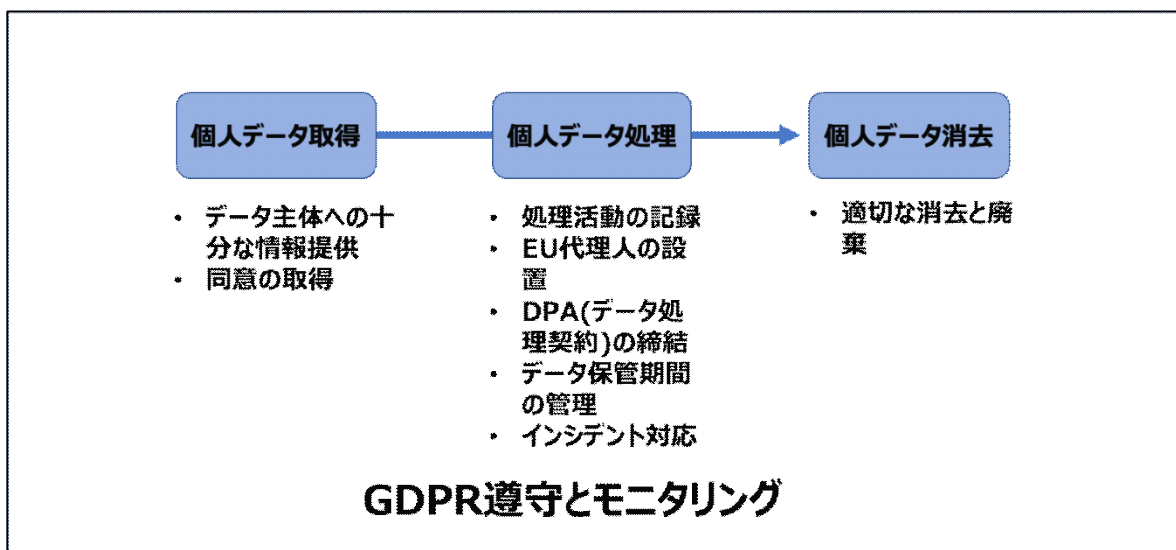 個人データ取得
個人データ処理
個人データ消去
・ データ主体への十
分な情報提供
・ 同意の取得
・ 処理活動の記録
・ EU代理人の設
置
・ DPA(データ処
理契約)の締結
・ データ保管期間
の管理
・ インシデント対応
・ 適切な消去と廃
棄
GDPR遵守とモニタリング